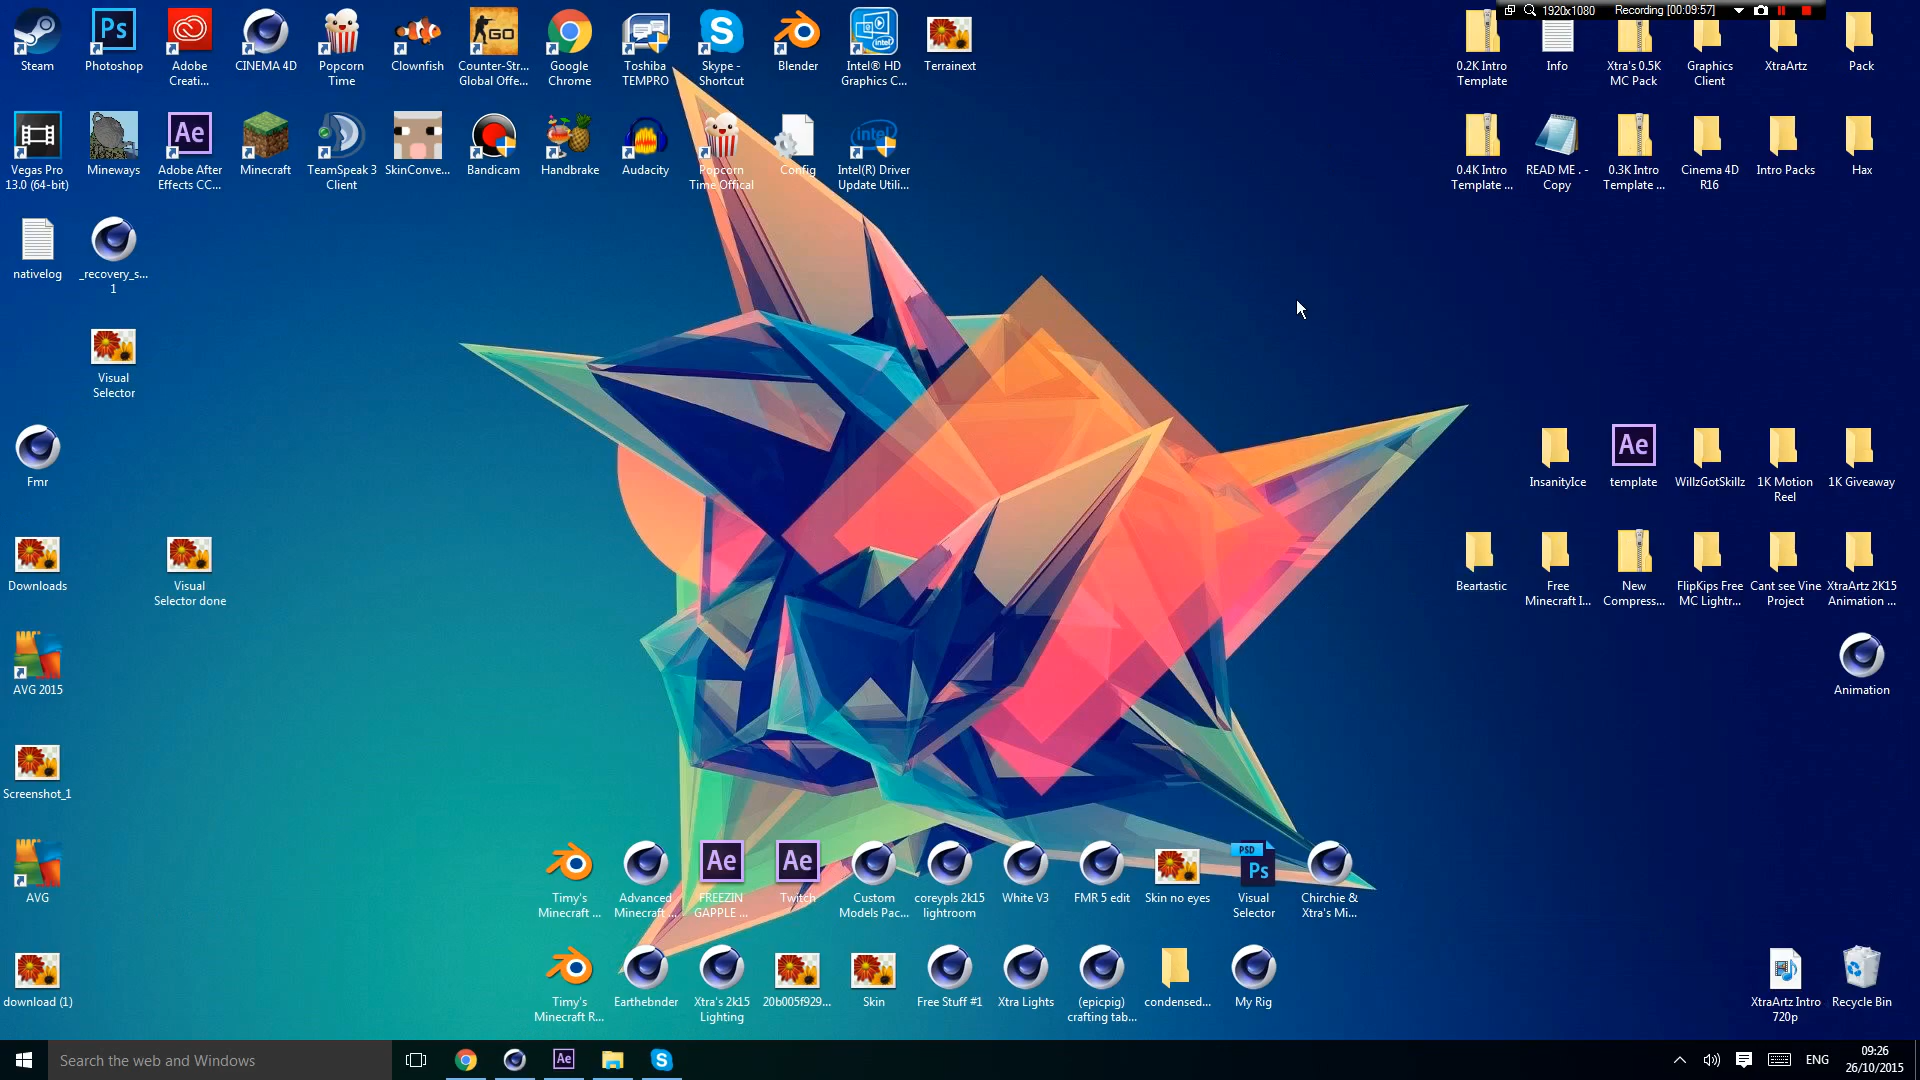 1920x1080 Recording [00:09:57]
Steam
Photoshop
Adobe
Creati...
CINEMA 4D
Popcorn
Time
Clownfish
Counter-Str...
Global Offe...
Google
Chrome
Toshiba
TEMPRO
Skype -
Shortcut
Blender
Intel® HD
Graphics C...
Terrainext
0.2K Intro
Template
Info
Xtra's 0.5K
MC Pack
Graphics
Client
XtraArtz
Pack
Vegas Pro
13.0 (64-bit)
Mineways
Adobe After
Effects CC...
Minecraft
TeamSpeak 3
Client
SkinConve...
Bandicam
Handbrake
Audacity
Popcorn
Time Offical
Config
Intel(R) Driver
Update Utili...
0.4K Intro
Template ...
READ ME . -
Copy
0.3K Intro
Template ...
Cinema 4D
R16
Intro Packs
Hax
nativelog
_recovery_s...
1
Visual
Selector
Fmr
InsanityIce
template
WillzGotSkillz
1K Motion
Reel
1K Giveaway
Downloads
Visual
Selector done
Beartastic
Free
Minecraft I...
New
Compress...
FlipKips Free
MC Lightr...
Cant see Vine
Project
XtraArtz 2K15
Animation ...
AVG 2015
Animation
Screenshot_1
AVG
Timy's
Minecraft ...
Advanced
Minecraft ...
FREEZIN
GAPPLE ...
Twitch
Custom
Models Pac...
coreypls 2k15
lightroom
White V3
FMR 5 edit
Skin no eyes
Visual
Selector
Chirchie &
Xtra's Mi...
download (1)
Timy's
Minecraft R...
Earthebnder
Xtra's 2k15
Lighting
20b005f929...
Skin
Free Stuff #1
Xtra Lights
(epicpig)
crafting tab...
condensed...
My Rig
XtraArtz Intro
720p
Recycle Bin
Search the web and Windows
ENG
09:26
26/10/2015